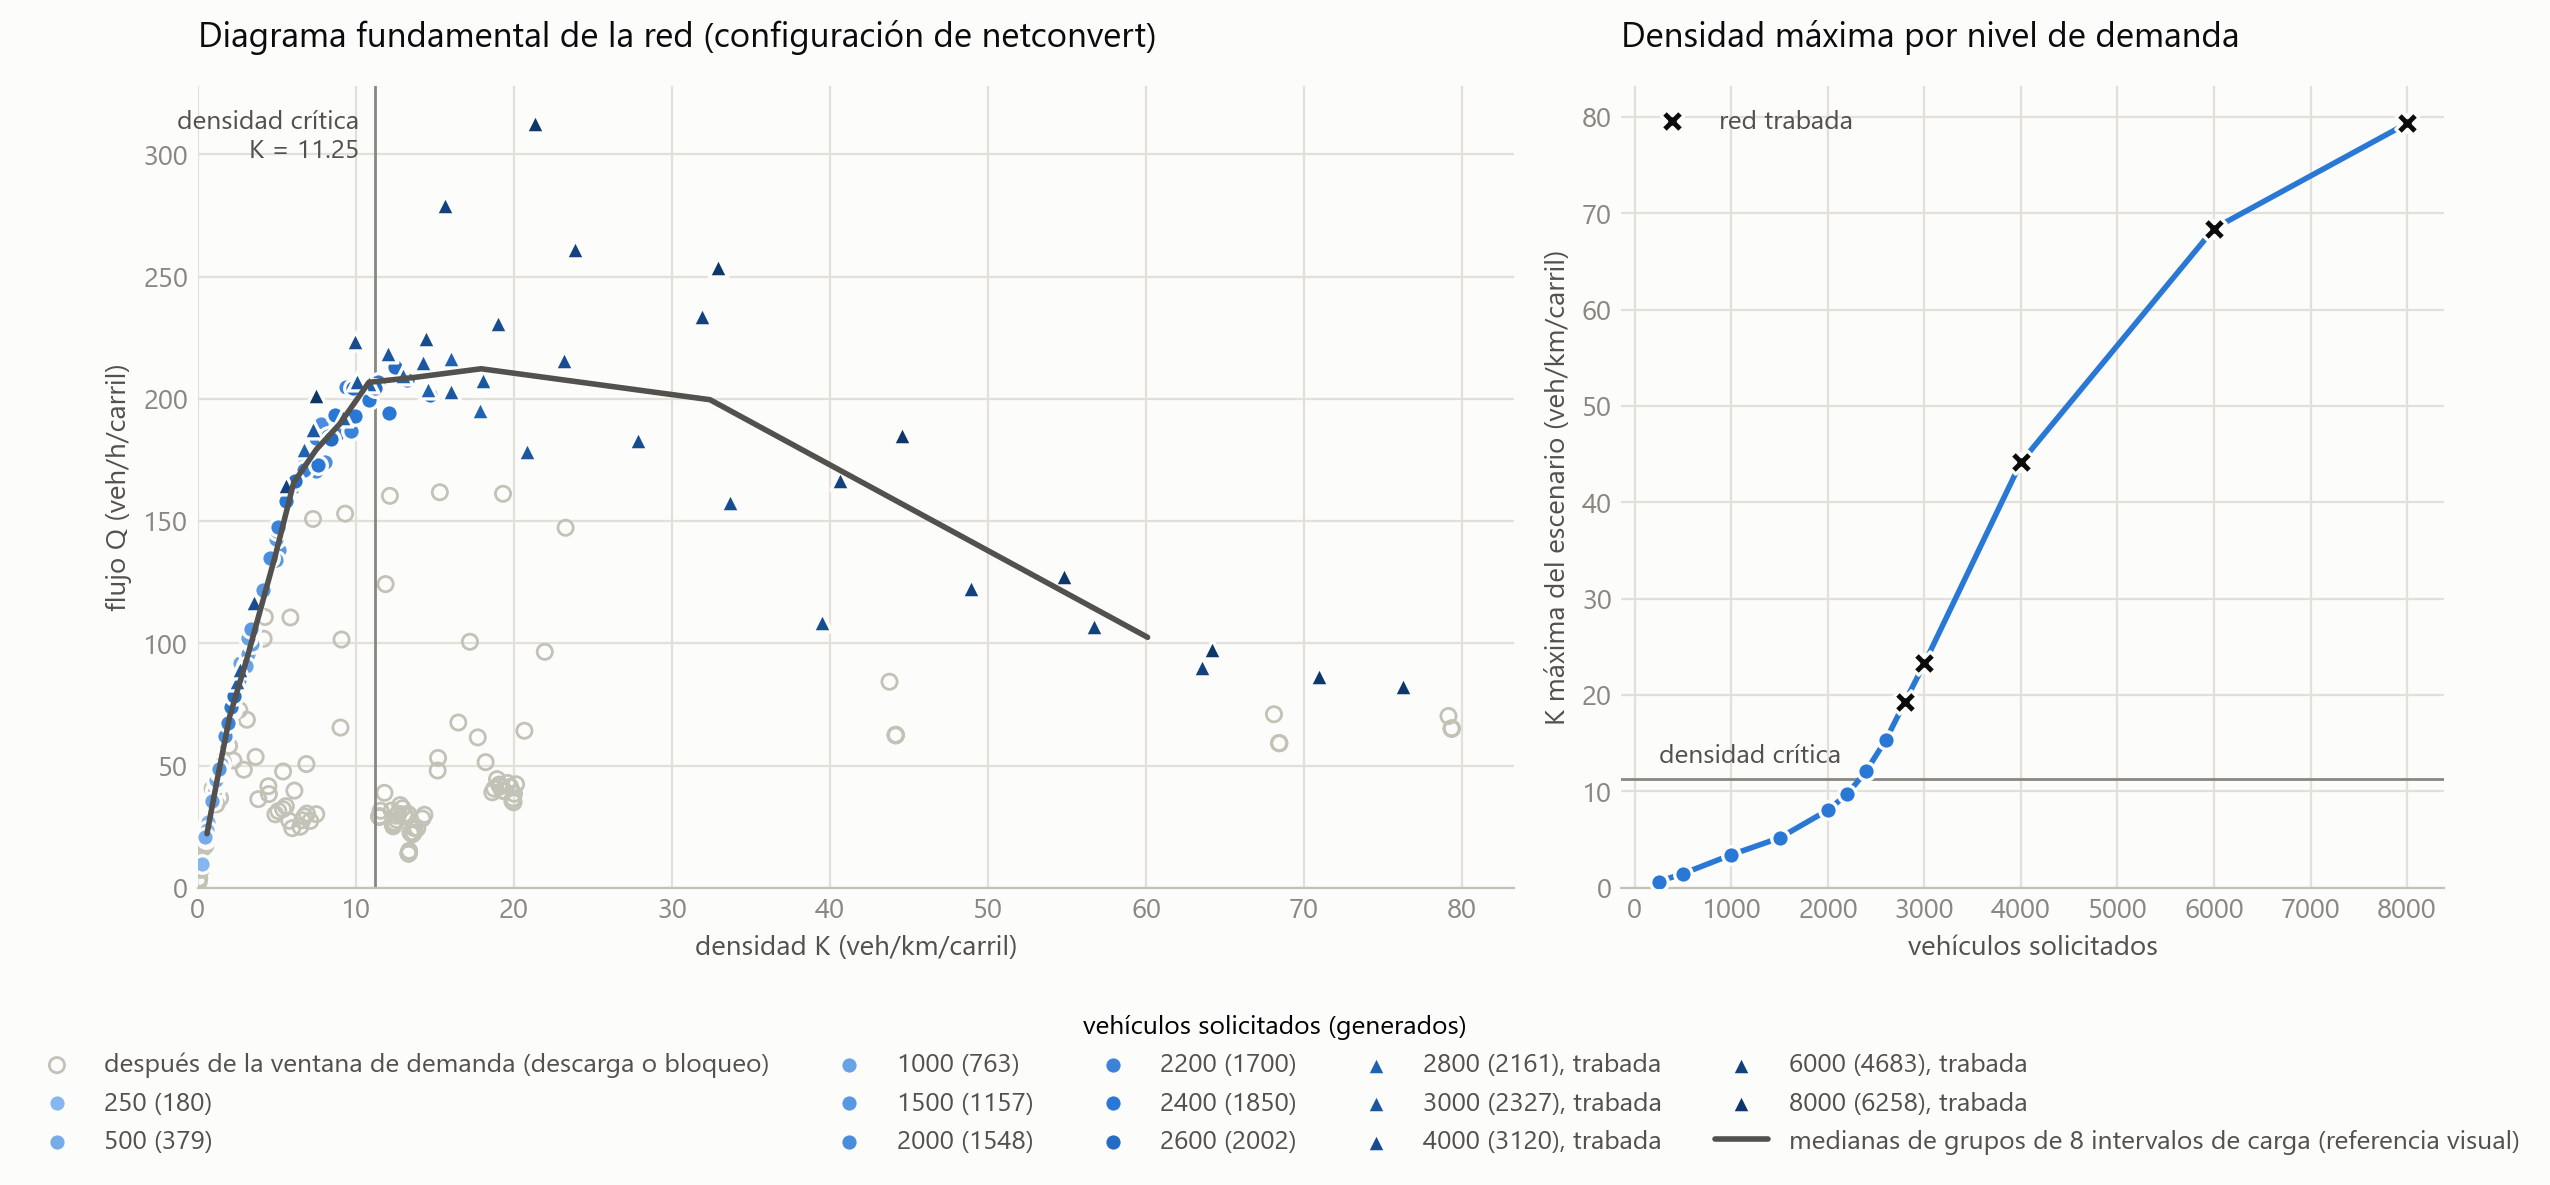 Diagrama fundamental de la red (configuración de netconvert)
densidad crítica
K = 11.25
flujo Q (veh/h/carril)
300
250
200
150
100
50
0
0 10 20 30 40 50 60 70 80
densidad K (veh/km/carril)
Densidad máxima por nivel de demanda
red trabada
densidad crítica
K máxima del escenario (veh/km/carril)
80
70
60
50
40
30
20
10
0
0 1000 2000 3000 4000 5000 6000 7000 8000
vehículos solicitados
vehículos solicitados (generados)
después de la ventana de demanda (descarga o bloqueo)
250 (180)
500 (379)
1000 (763)
1500 (1157)
2000 (1548)
2200 (1700)
2400 (1850)
2600 (2002)
2800 (2161), trabada
3000 (2327), trabada
4000 (3120), trabada
6000 (4683), trabada
8000 (6258), trabada
medianas de grupos de 8 intervalos de carga (referencia visual)